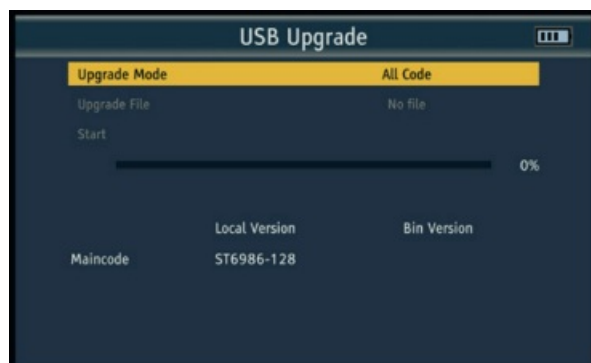 USB Upgrade
Upgrade Mode All Code
Upgrade File No file
Start
0%
Local Version Bin Version
Maincode ST6986-128